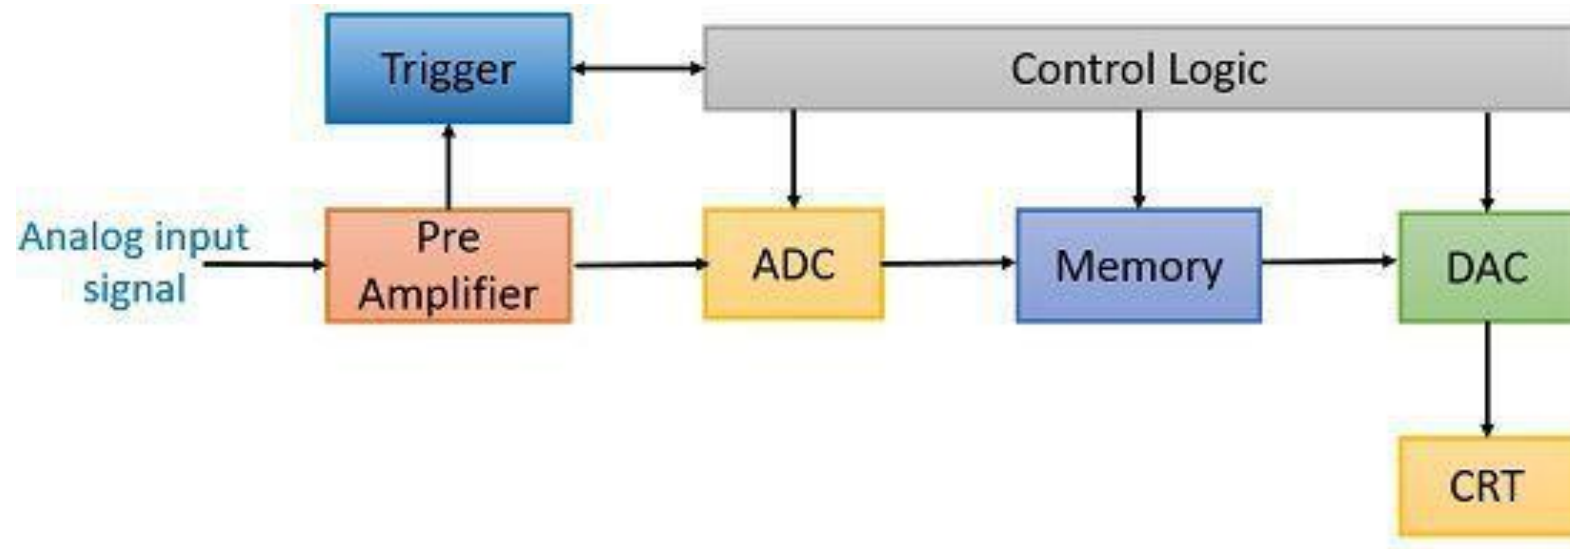 Trigger
Control Logic
Analog input
signal
Pre
Amplifier
ADC
Memory
DAC
CRT